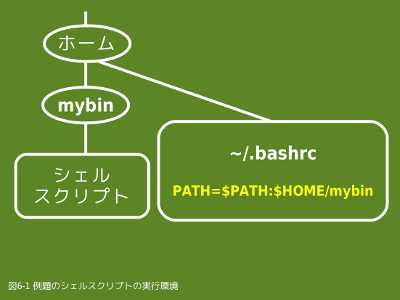 ホーム
mybin
シェル
スクリプト
~/.bashrc
PATH=$PATH:$HOME/mybin
図6-1 例題のシェルスクリプトの実行環境